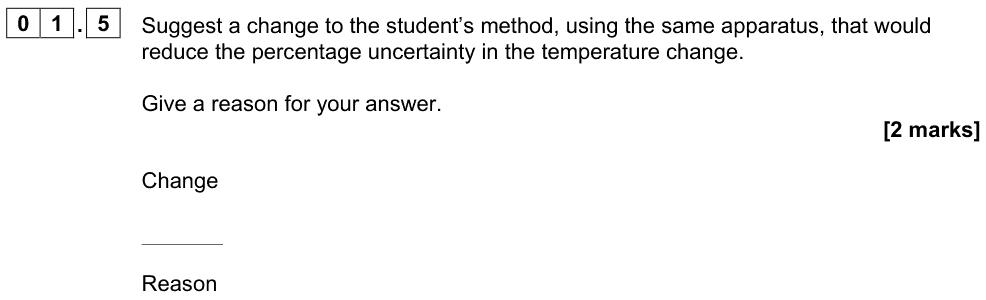 0 1 . 5 Suggest a change to the student’s method, using the same apparatus, that would
reduce the percentage uncertainty in the temperature change.
Give a reason for your answer.
[2 marks]
Change
Reason